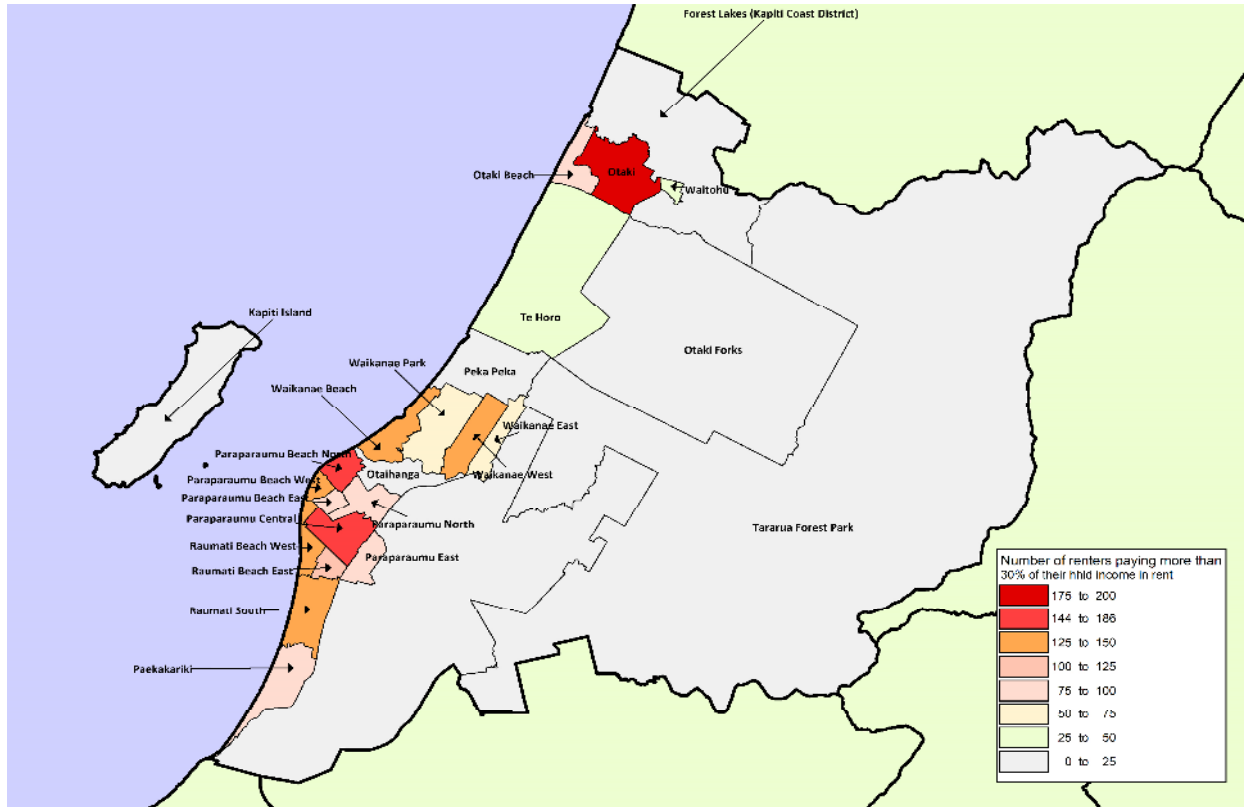 Forest Lakes (Kapiti Coast District)
Otaki
Otaki Beach
Waitohu
Kapiti Island
Te Horo
Otaki Forks
Waikanae Park
Peka Peka
Waikanae Beach
Waikanae East
Paraparaumu Beach North
Otaihanga
Waikanae West
Paraparaumu Beach West
Paraparaumu Beach East
Paraparaumu Central
Paraparaumu North
Tararua Forest Park
Raumati Beach West
Paraparaumu East
Raumati Beach East
Raumati South
Paekakariki
Number of renters paying more than
30% of their hhld income in rent
175 to 200
144 to 186
125 to 150
100 to 125
75 to 100
50 to 75
25 to 50
0 to 25